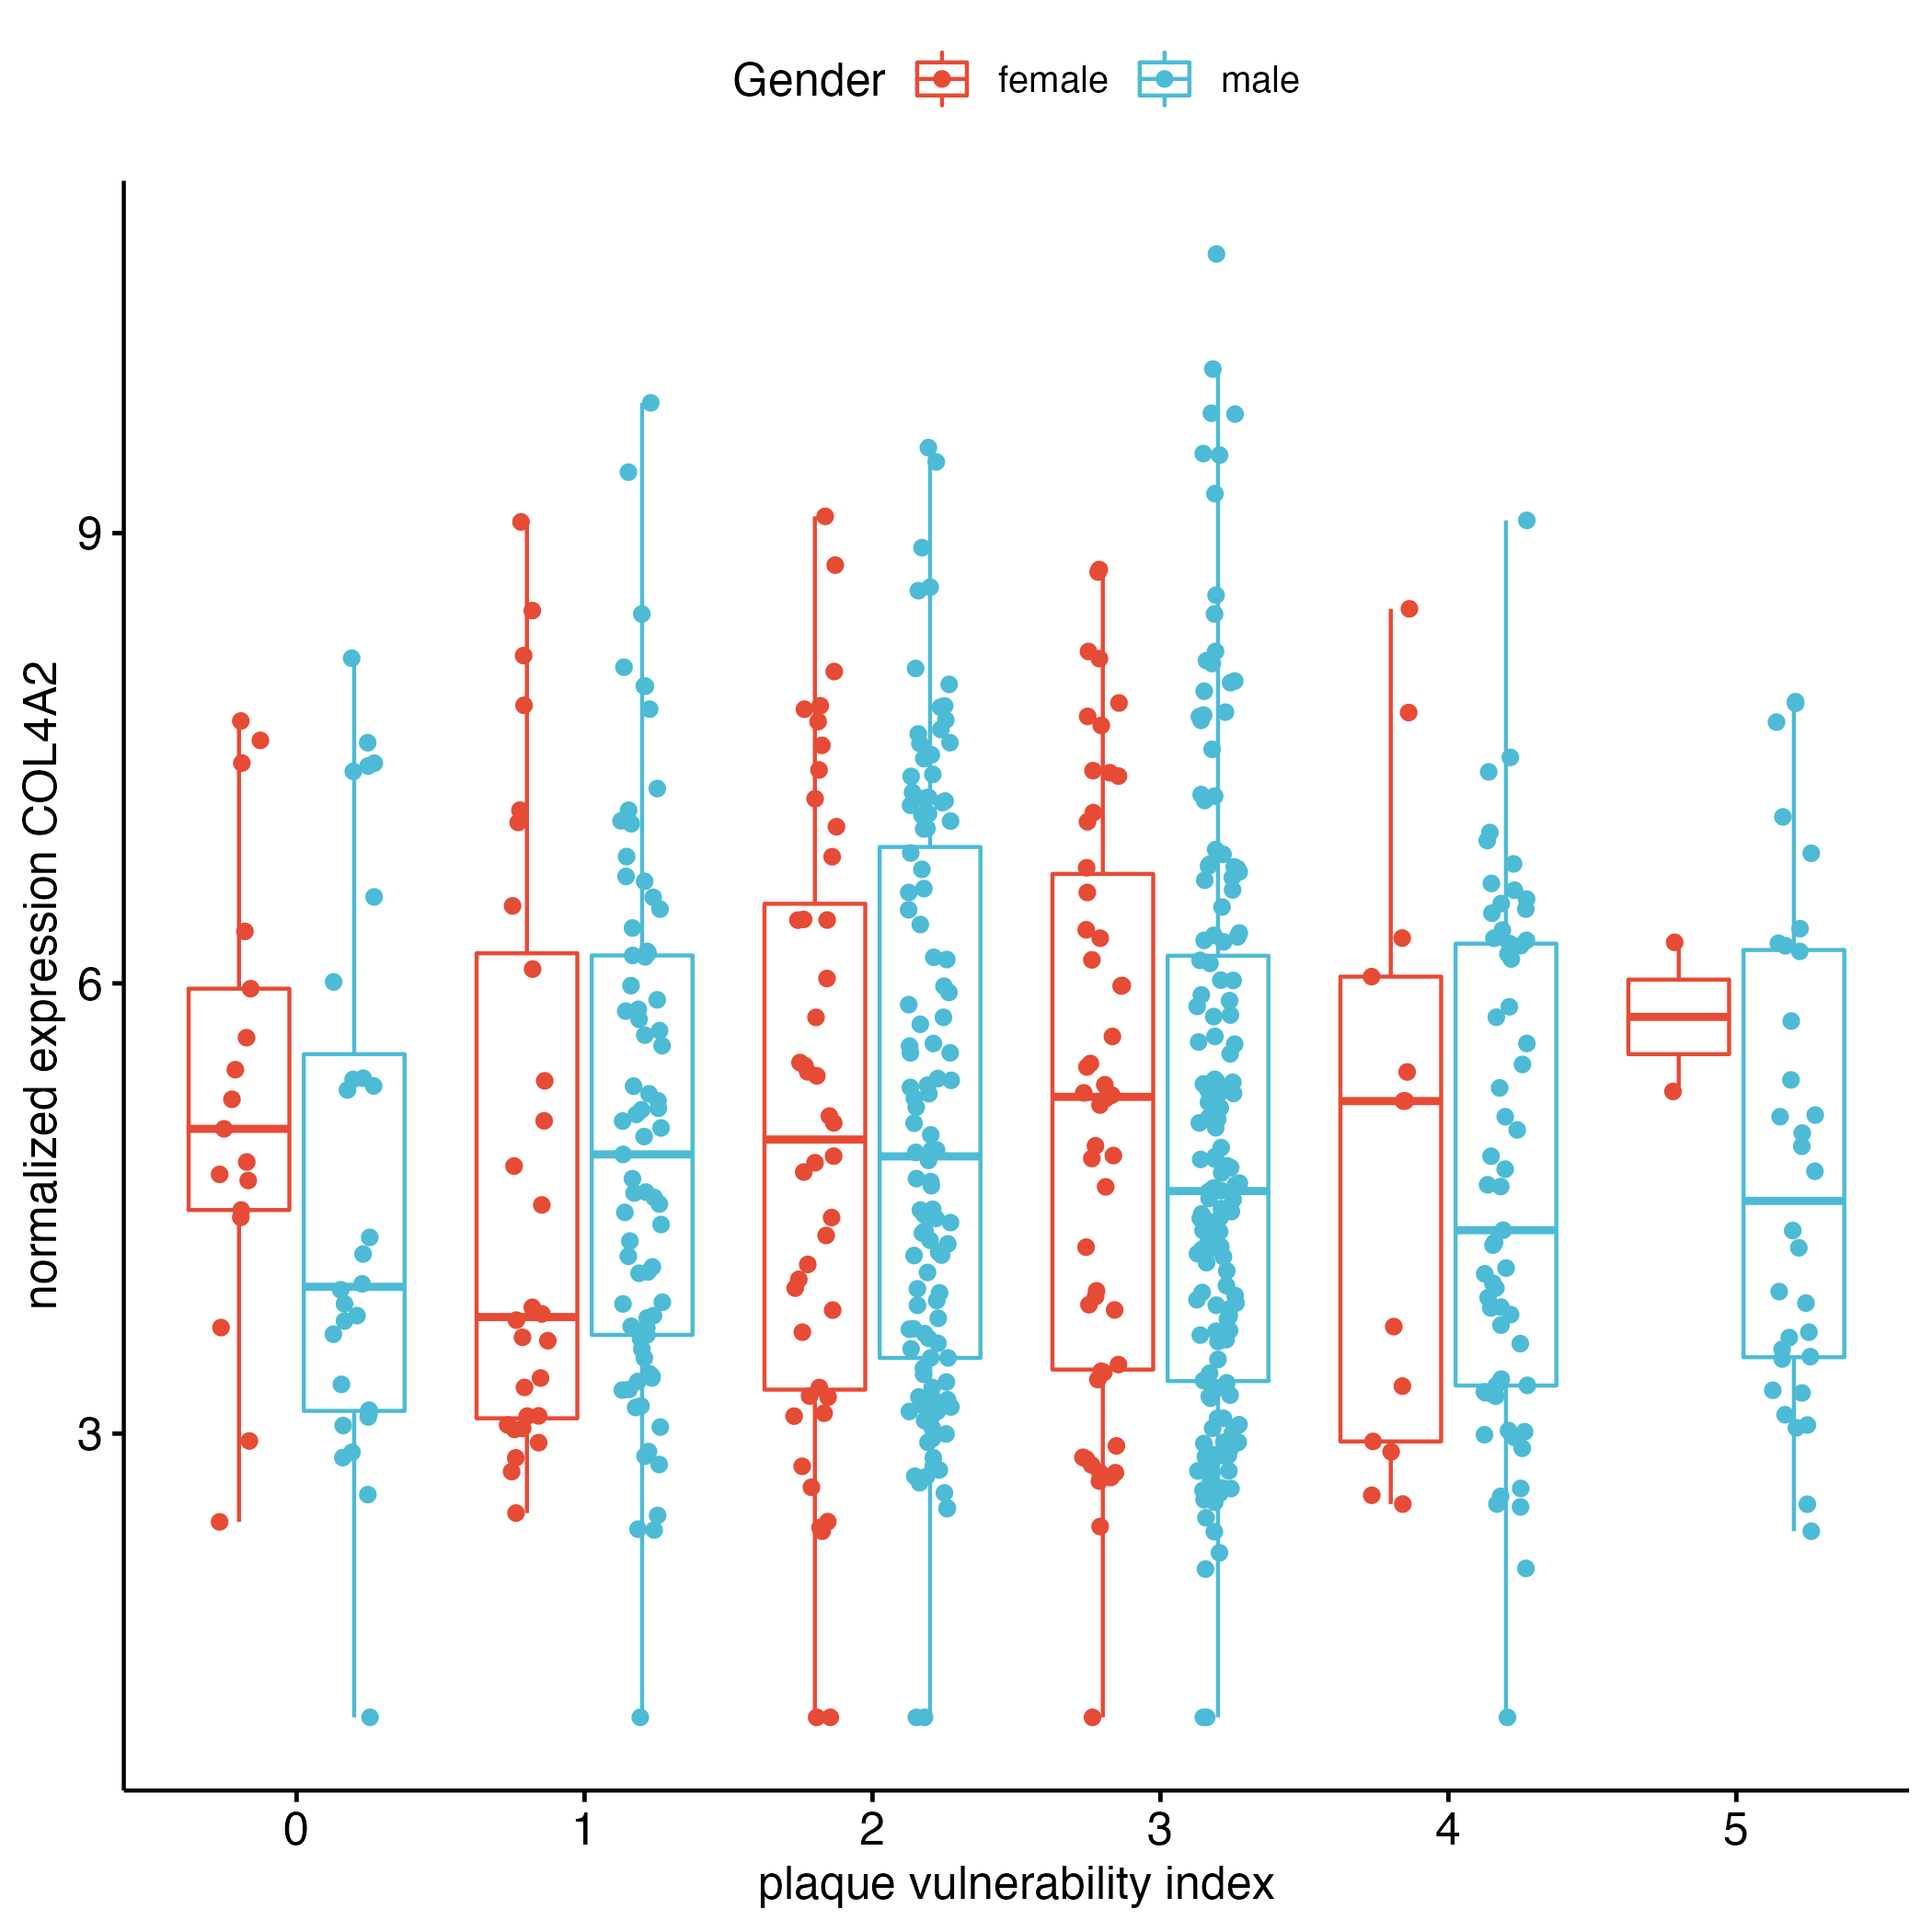 Gender female male
normalized expression COL4A2
9
6
3
0 1 2 3 4 5
plaque vulnerability index